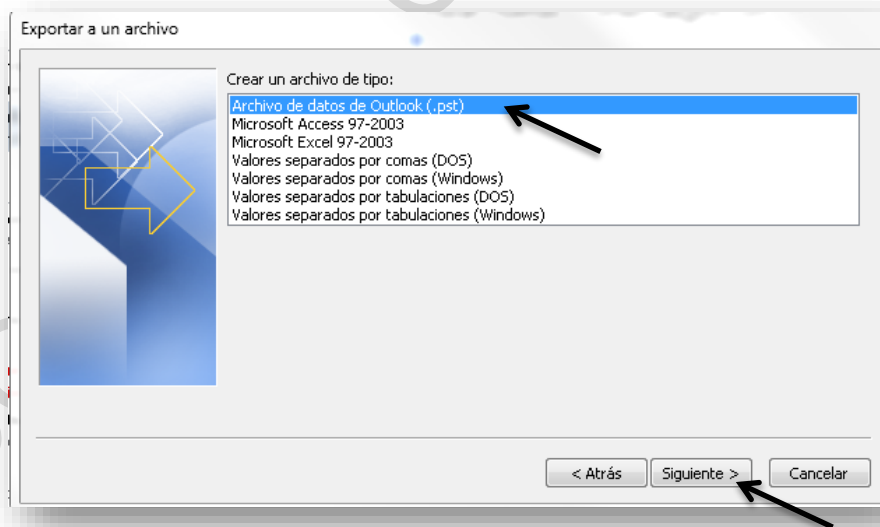 Exportar a un archivo
Crear un archivo de tipo:
Archivo de datos de Outlook (.pst)
Microsoft Access 97-2003
Microsoft Excel 97-2003
Valores separados por comas (DOS)
Valores separados por comas (Windows)
Valores separados por tabulaciones (DOS)
Valores separados por tabulaciones (Windows)
< Atrás Siguiente > Cancelar